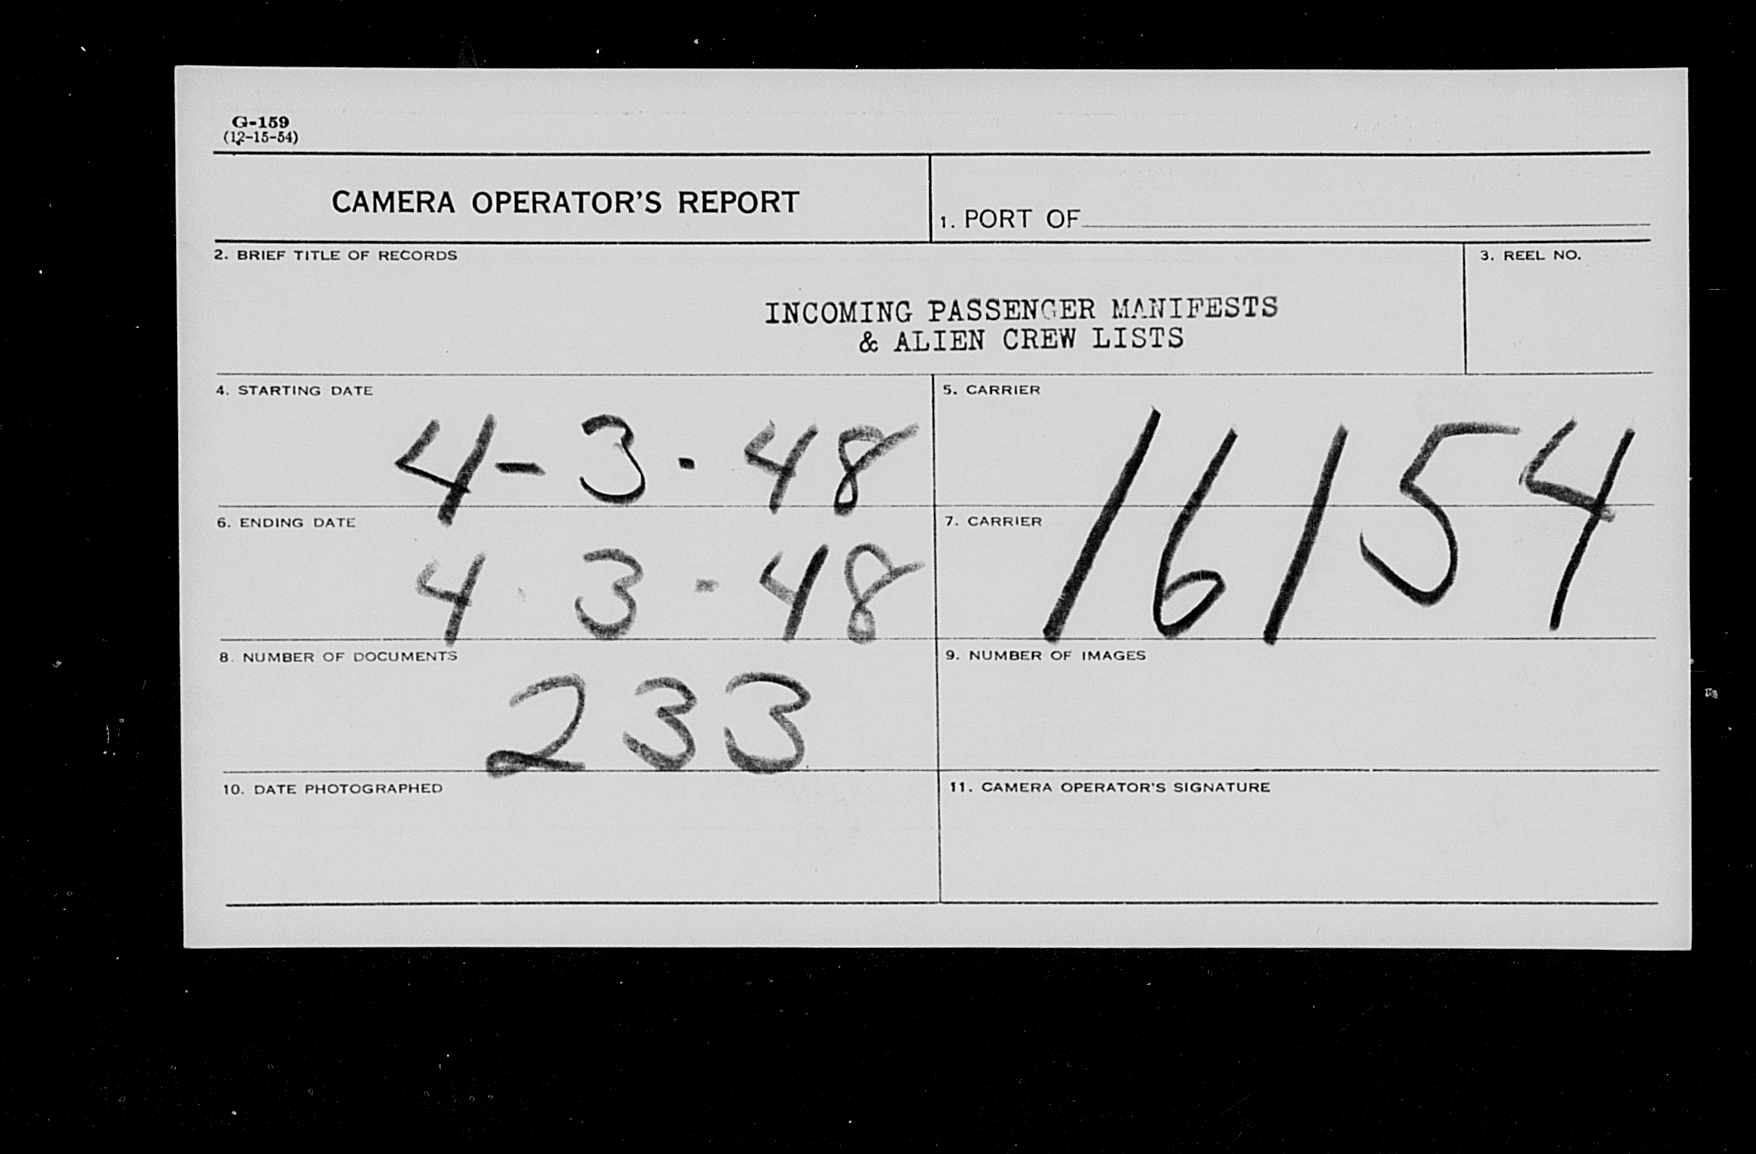 G-159
(12-15-54)
CAMERA OPERATOR'S REPORT
1. PORT OF
2. BRIEF TITLE OF RECORDS
3. REEL NO.
INCOMING PASSENGER MANIFESTS
& ALIEN CREW LISTS
4. STARTING DATE
4-3-48
5. CARRIER
16154
6. ENDING DATE
4-3-48
7. CARRIER
8. NUMBER OF DOCUMENTS
233
9. NUMBER OF IMAGES
10. DATE PHOTOGRAPHED
11. CAMERA OPERATOR'S SIGNATURE